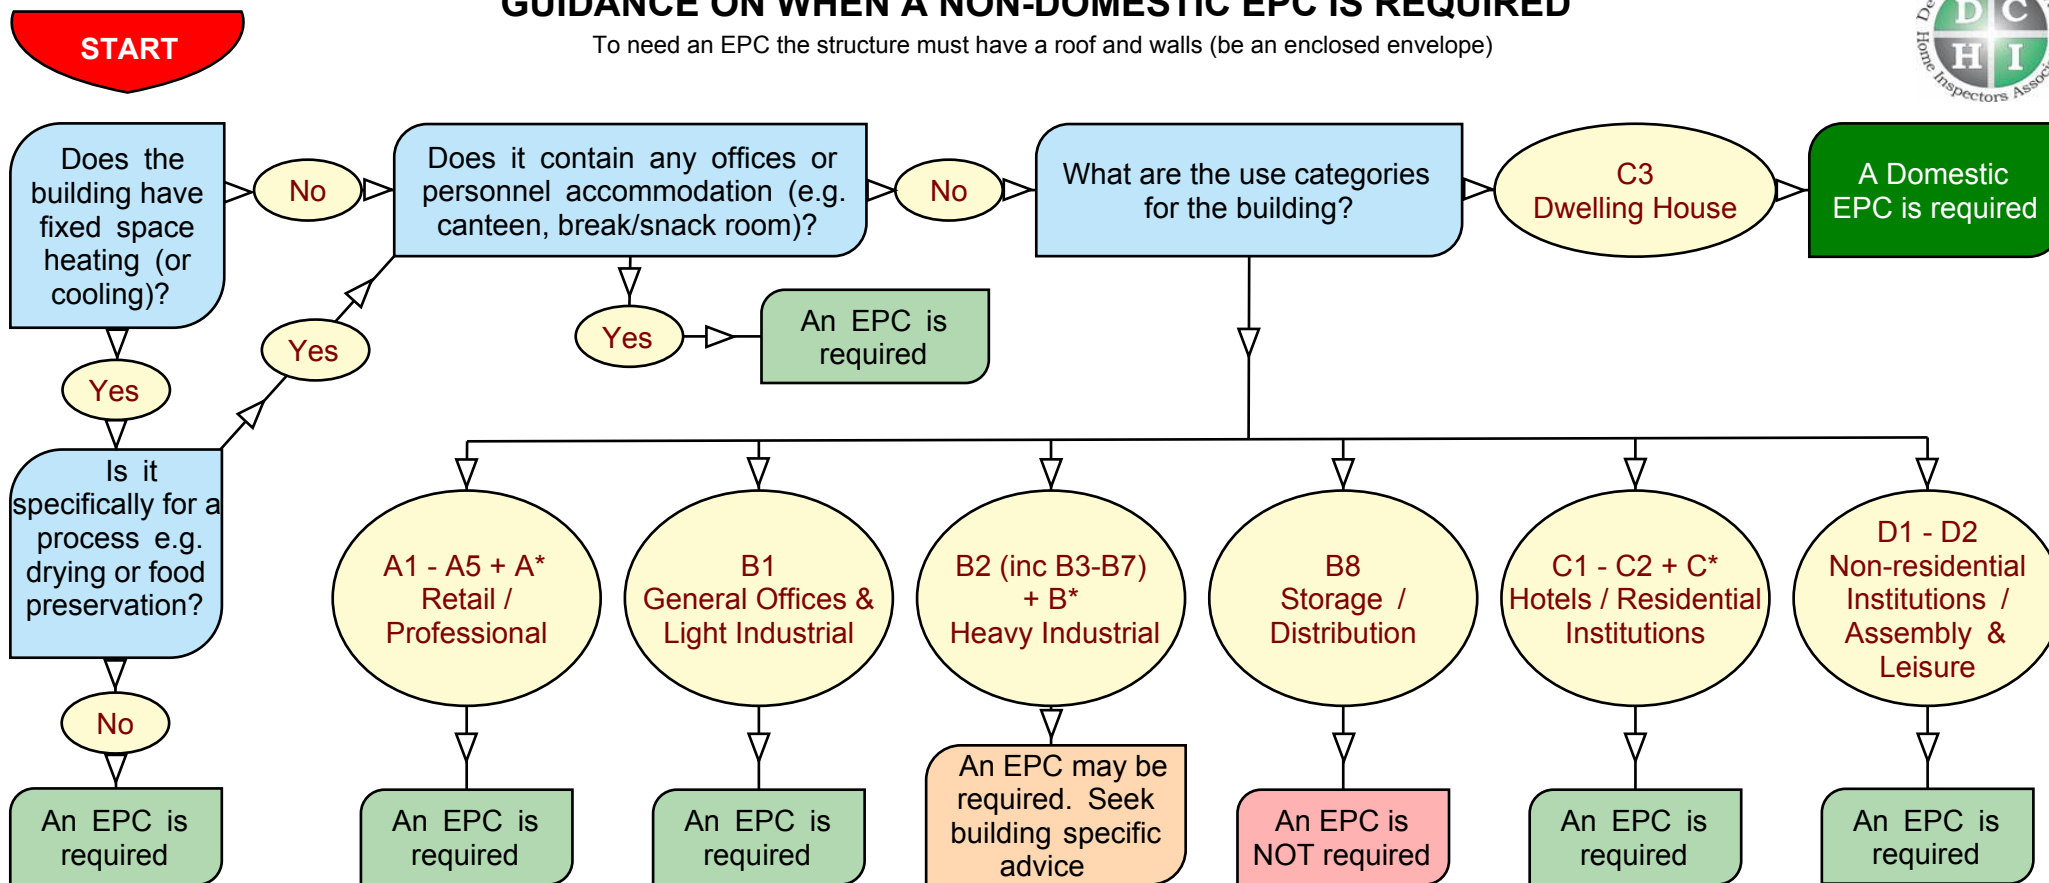 GUIDANCE ON WHEN A NON-DOMESTIC EPC IS REQUIRED
To need an EPC the structure must have a roof and walls (be an enclosed envelope)
START
D C
H I
Home Inspectors
Does the
building have
fixed space
heating (or
cooling)?
No
Does it contain any offices or
personnel accommodation (e.g.
canteen, break/snack room)?
No
What are the use categories
for the building?
C3
Dwelling House
A Domestic
EPC is required
Yes
Yes
Yes
An EPC is
required
Is it
specifically for a
process e.g.
drying or food
preservation?
No
An EPC is
required
A1 - A5 + A*
Retail /
Professional
An EPC is
required
B1
General Offices &
Light Industrial
An EPC is
required
B2 (inc B3-B7)
+ B*
Heavy Industrial
An EPC may be
required. Seek
building specific
advice
B8
Storage /
Distribution
An EPC is
NOT required
C1 - C2 + C*
Hotels / Residential
Institutions
An EPC is
required
D1 - D2
Non-residential
Institutions /
Assembly &
Leisure
An EPC is
required